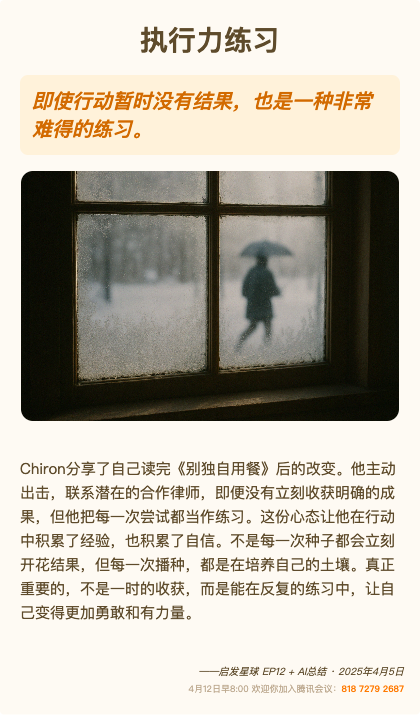 执行力练习
即使行动暂时没有结果，也是一种非常
难得的练习。
Chiron分享了自己读完《别独自用餐》后的改变。他主动
出击，联系潜在的合作律师，即便没有立刻收获明确的成
果，但他把每一次尝试都当作练习。这份心态让他在行动
中积累了经验，也积累了自信。不是每一次种子都会立刻
开花结果，但每一次播种，都是在培养自己的土壤。真正
重要的，不是一时的收获，而是能在反复的练习中，让自
己变得更加勇敢和有力量。
——启发星球 EP12 + AI总结 · 2025年4月5日
4月12日早8:00 欢迎你加入腾讯会议：818 7279 2687